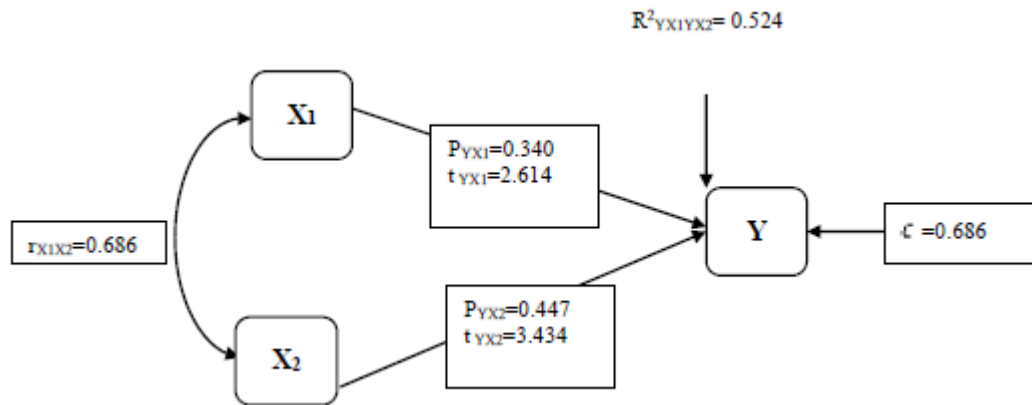 R²YX1YX2= 0.524
X1
PYX1=0.340
tYX1=2.614
rX1X2=0.686
Y
C =0.686
PYX2=0.447
tYX2=3.434
X2